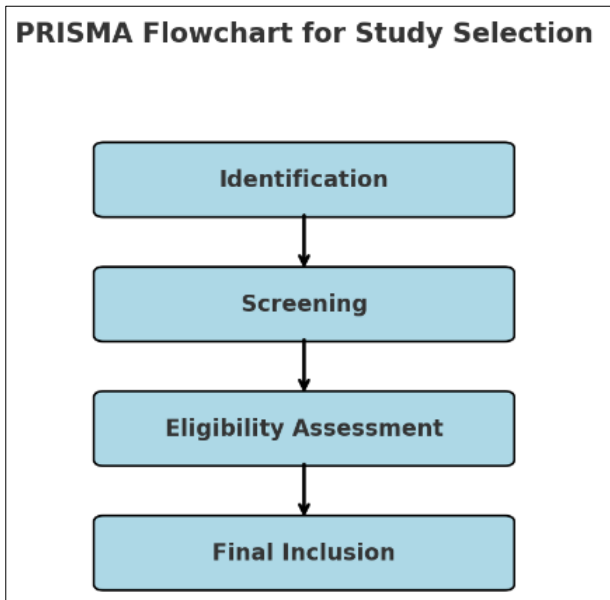 PRISMA Flowchart for Study Selection
Identification
Screening
Eligibility Assessment
Final Inclusion